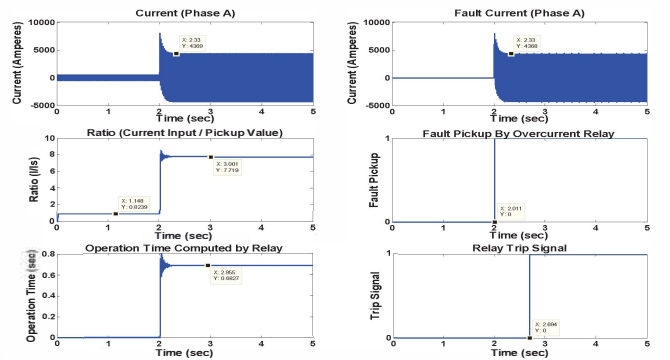 Current (Phase A)
Current (Amperes)
10000
5000
0
-5000
X: 2.33
Y: 4369
0 1 2 3 4 5
Time (sec)
Fault Current (Phase A)
Current (Amperes)
10000
5000
0
-5000
X: 2.33
Y: 4368
0 1 2 3 4 5
Time (sec)
Ratio (Current Input / Pickup Value)
Ratio (I/Is)
10
8
6
4
2
0
X: 1.148
Y: 0.8239
X: 3.001
Y: 7.719
0 1 2 3 4 5
Time (sec)
Fault Pickup By Overcurrent Relay
Fault Pickup
1
0
X: 2.011
Y: 0
0 1 2 3 4 5
Time (sec)
Operation Time Computed by Relay
Operation Time (sec)
0.8
0.6
0.4
0.2
0
X: 2.955
Y: 0.6827
0 1 2 3 4 5
Time (sec)
Relay Trip Signal
Trip Signal
1
0
X: 2.694
Y: 0
0 1 2 3 4 5
Time (sec)